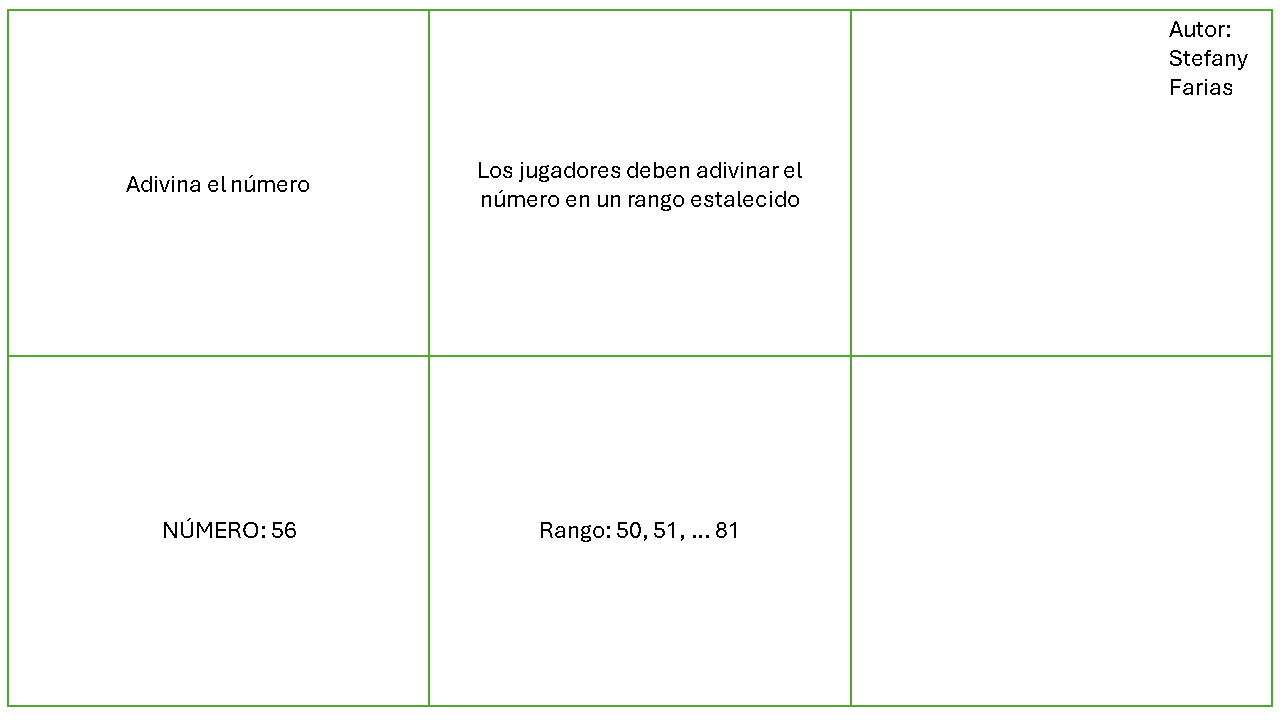 Adivina el número
Los jugadores deben adivinar el
número en un rango estalecido
Autor:
Stefany
Farias
NÚMERO: 56
Rango: 50, 51, ... 81